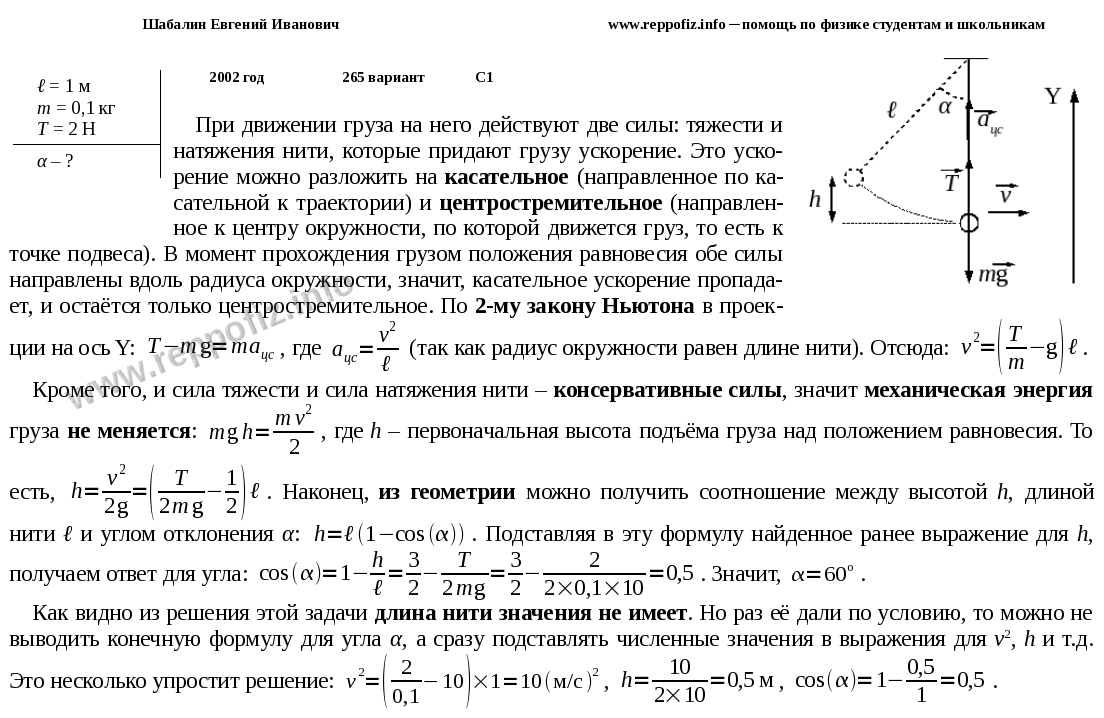 Шабалин Евгений Иванович www.reppofiz.info — помощь по физике студентам и школьникам
2002 год 265 вариант С1
ℓ = 1 м
m = 0,1 кг
T = 2 Н
α – ?
При движении груза на него действуют две силы: тяжести и
натяжения нити, которые придают грузу ускорение. Это уско-
рение можно разложить на касательное (направленное по ка-
сательной к траектории) и центростремительное (направлен-
ное к центру окружности, по которой движется груз, то есть к
точке подвеса). В момент прохождения грузом положения равновесия обе силы
направлены вдоль радиуса окружности, значит, касательное ускорение пропада-
ет, и остаётся только центростремительное. По 2-му закону Ньютона в проек-
ции на ось Y: T−mg=maцс , где aцс=v²/ℓ (так как радиус окружности равен длине нити). Отсюда: v²=(T/m−g)ℓ .
Кроме того, и сила тяжести и сила натяжения нити – консервативные силы, значит механическая энергия
груза не меняется: mgh=mv²/2 , где h – первоначальная высота подъёма груза над положением равновесия. То
есть, h=v²/2g=(T/2mg−1/2)ℓ . Наконец, из геометрии можно получить соотношение между высотой h, длиной
нити ℓ и углом отклонения α: h=ℓ(1−cos(α)) . Подставляя в эту формулу найденное ранее выражение для h,
получаем ответ для угла: cos(α)=1−h/ℓ=3/2−T/2mg=3/2−2/2×0,1×10=0,5 . Значит, α=60° .
Как видно из решения этой задачи длина нити значения не имеет. Но раз её дали по условию, то можно не
выводить конечную формулу для угла α, а сразу подставлять численные значения в выражения для v², h и т.д.
Это несколько упростит решение: v²=(2/0,1−10)×1=10(м/с)² , h=10/2×10=0,5 м , cos(α)=1−0,5/1=0,5 .
ℓ
α
aцс
Y
T
h
v
mg
www.reppofiz.info